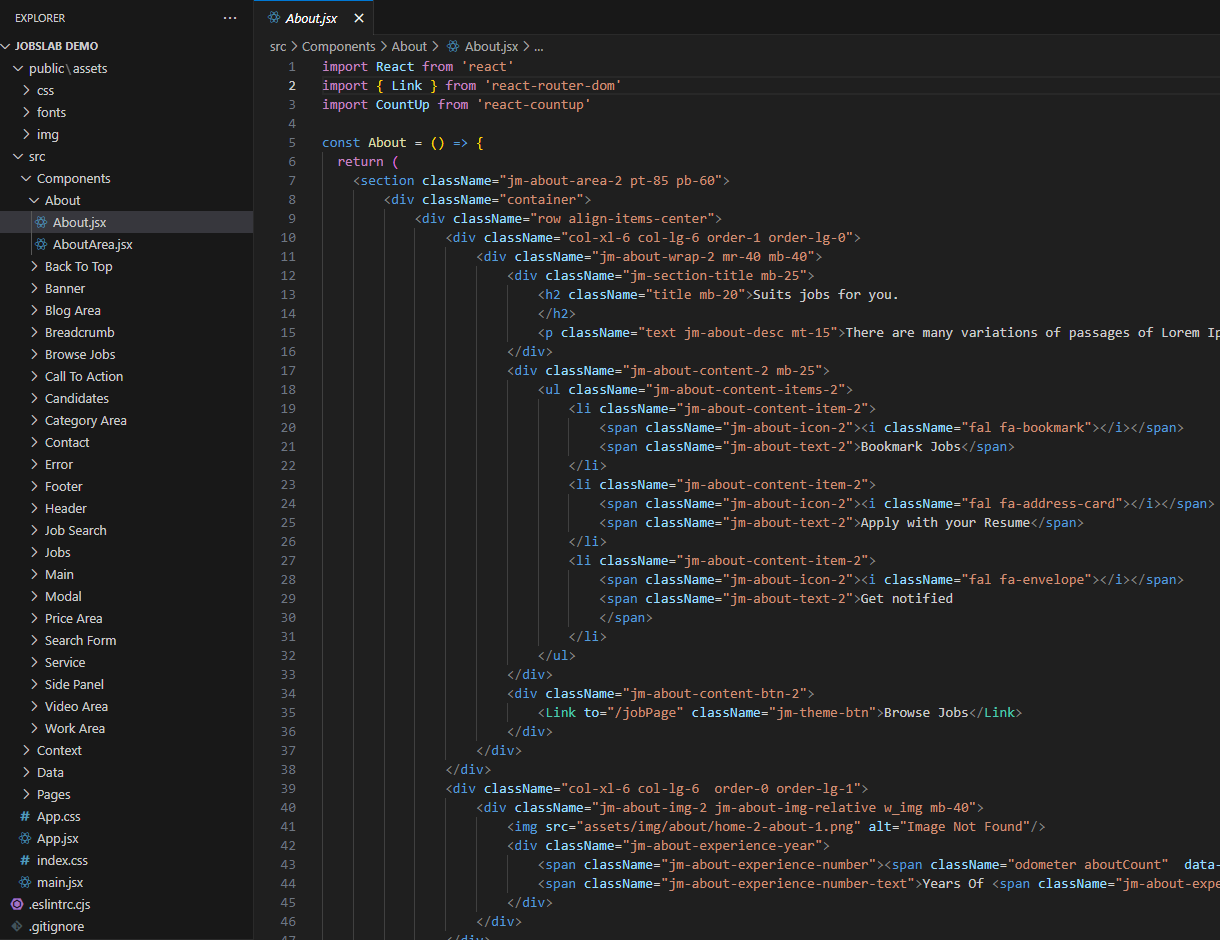 EXPLORER
...
JOBSLAB DEMO
public\assets
css
fonts
img
src
Components
About
About.jsx
AboutArea.jsx
Back To Top
Banner
Blog Area
Breadcrumb
Browse Jobs
Call To Action
Candidates
Category Area
Contact
Error
Footer
Header
Job Search
Jobs
Main
Modal
Price Area
Search Form
Service
Side Panel
Video Area
Work Area
Context
Data
Pages
# App.css
App.jsx
# index.css
main.jsx
.eslintrc.cjs
.gitignore
About.jsx
src > Components > About > About.jsx > ...
1 import React from 'react'
2 import { Link } from 'react-router-dom'
3 import CountUp from 'react-countup'
4
5 const About = () => {
6 return (
7 <section className="jm-about-area-2 pt-85 pb-60">
8 <div className="container">
9 <div className="row align-items-center">
10 <div className="col-xl-6 col-lg-6 order-1 order-lg-0">
11 <div className="jm-about-wrap-2 mr-40 mb-40">
12 <div className="jm-section-title mb-25">
13 <h2 className="title mb-20">Suits jobs for you.
14 </h2>
15 <p className="text jm-about-desc mt-15">There are many variations of passages of Lorem Ip
16 </div>
17 <div className="jm-about-content-2 mb-25">
18 <ul className="jm-about-content-items-2">
19 <li className="jm-about-content-item-2">
20 <span className="jm-about-icon-2"><i className="fal fa-bookmark"></i></span>
21 <span className="jm-about-text-2">Bookmark Jobs</span>
22 </li>
23 <li className="jm-about-content-item-2">
24 <span className="jm-about-icon-2"><i className="fal fa-address-card"></i></span>
25 <span className="jm-about-text-2">Apply with your Resume</span>
26 </li>
27 <li className="jm-about-content-item-2">
28 <span className="jm-about-icon-2"><i className="fal fa-envelope"></i></span>
29 <span className="jm-about-text-2">Get notified
30 </span>
31 </li>
32 </ul>
33 </div>
34 <div className="jm-about-content-btn-2">
35 <Link to="/jobPage" className="jm-theme-btn">Browse Jobs</Link>
36 </div>
37 </div>
38 </div>
39 <div className="col-xl-6 col-lg-6  order-0 order-lg-1">
40 <div className="jm-about-img-2 jm-about-img-relative w_img mb-40">
41 <img src="assets/img/about/home-2-about-1.png" alt="Image Not Found"/>
42 <div className="jm-about-experience-year">
43 <span className="jm-about-experience-number"><span className="odometer aboutCount"  data-
44 <span className="jm-about-experience-number-text">Years Of <span className="jm-about-expe
45 </div>
46 </div>
47 </div>